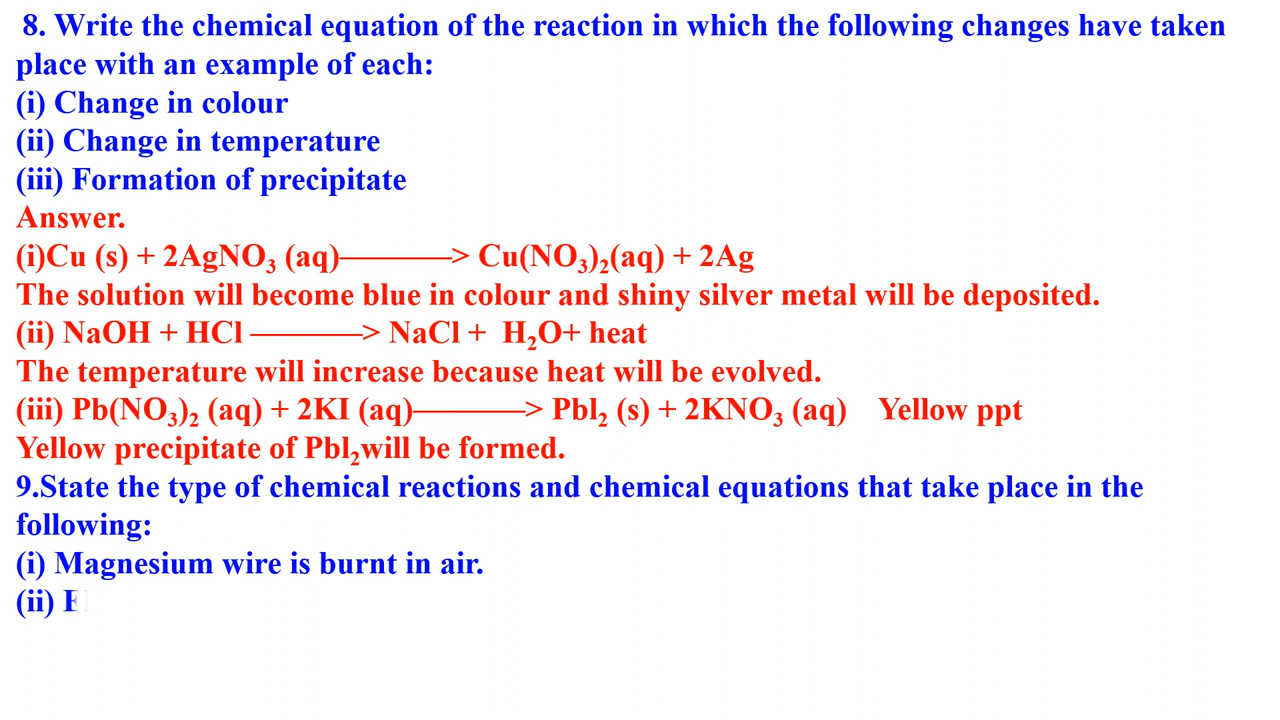 8. Write the chemical equation of the reaction in which the following changes have taken
place with an example of each:
(i) Change in colour
(ii) Change in temperature
(iii) Formation of precipitate
Answer.
(i)Cu (s) + 2AgNO₃ (aq)————> Cu(NO₃)₂(aq) + 2Ag
The solution will become blue in colour and shiny silver metal will be deposited.
(ii) NaOH + HCl ————> NaCl + H₂O+ heat
The temperature will increase because heat will be evolved.
(iii) Pb(NO₃)₂ (aq) + 2KI (aq)————> Pbl₂ (s) + 2KNO₃ (aq) Yellow ppt
Yellow precipitate of Pbl₂will be formed.
9.State the type of chemical reactions and chemical equations that take place in the
following:
(i) Magnesium wire is burnt in air.
(ii)